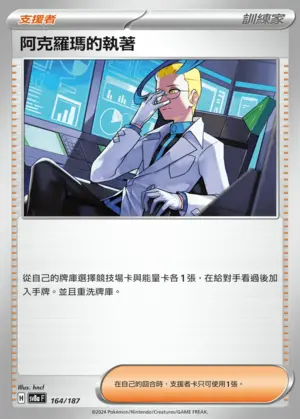 支援者
訓練家
阿克羅瑪的執著
從自己的牌庫選擇競技場卡與能量卡各1張，在給對手看過後加
入手牌。並且重洗牌庫。
Illus. hncl
H SV8a F 164/187
在自己的回合時，支援者卡只可使用1張。
©2024 Pokémon/Nintendo/Creatures/GAME FREAK.